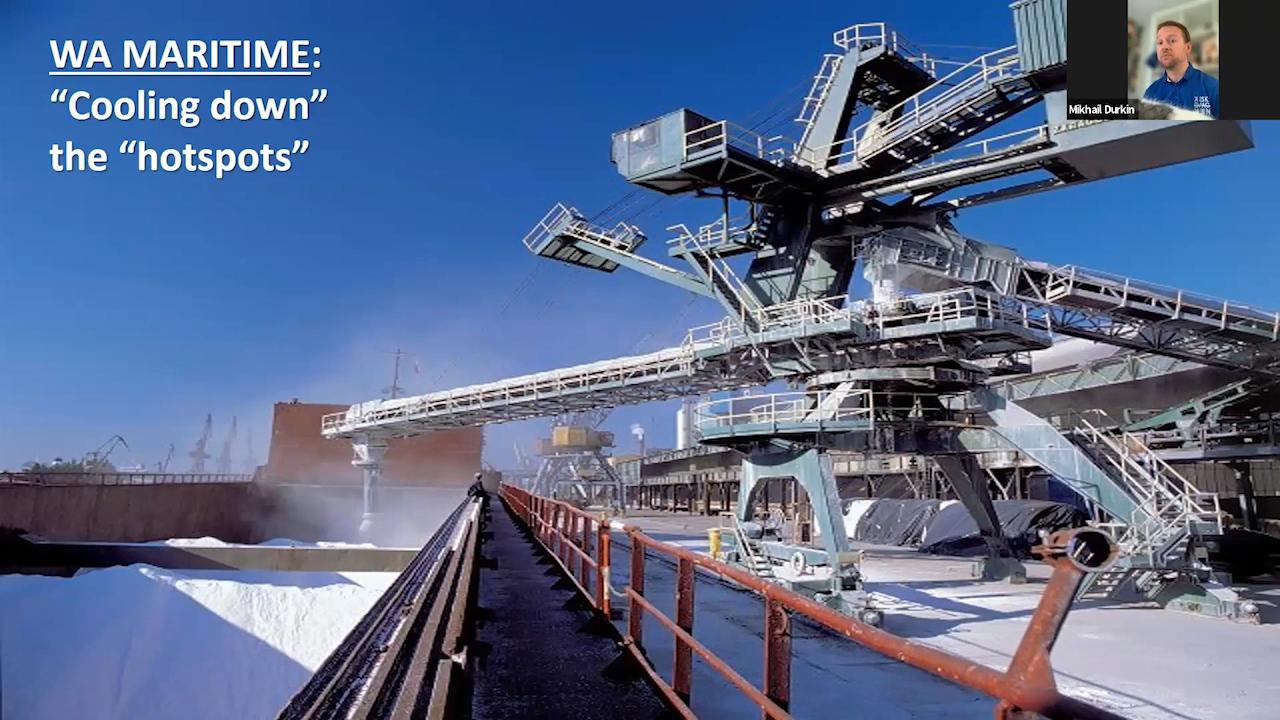 WA MARITIME:
“Cooling down”
the “hotspots”
Mikhail Durkin